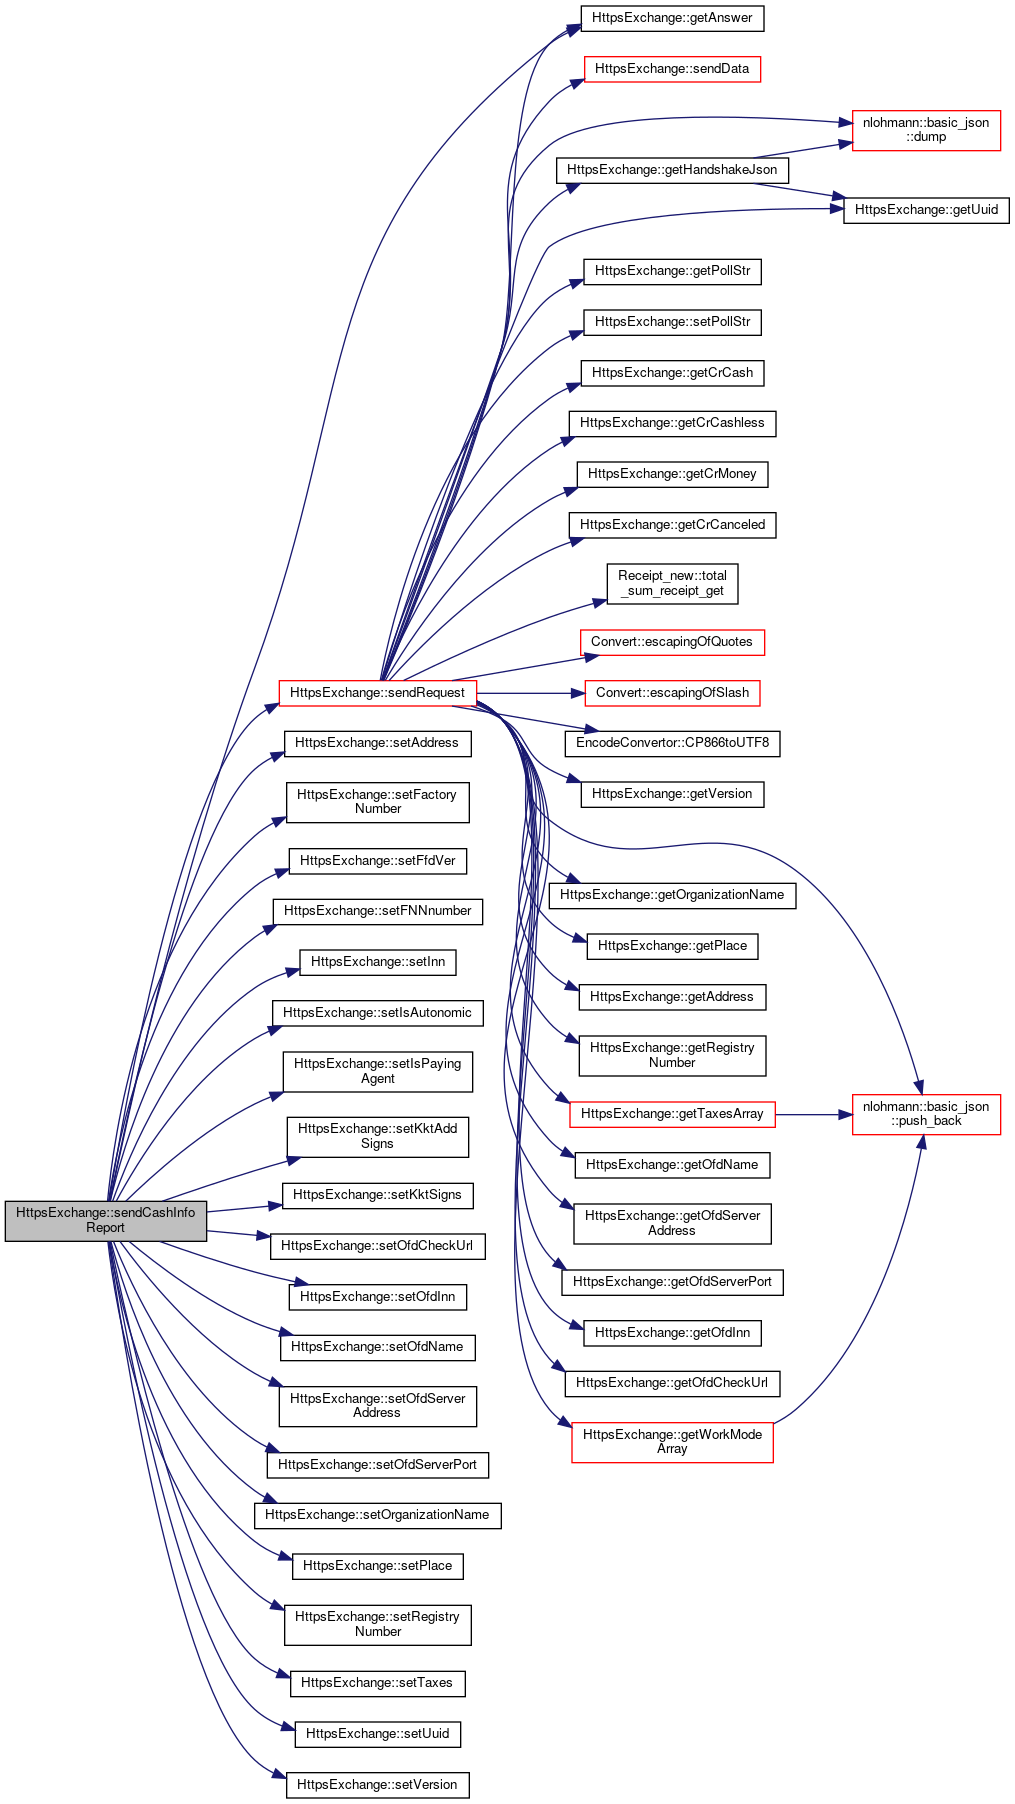 HttpsExchange::getAnswer
HttpsExchange::sendData
nlohmann::basic_json
::dump
HttpsExchange::getHandshakeJson
HttpsExchange::getUuid
HttpsExchange::getPollStr
HttpsExchange::setPollStr
HttpsExchange::getCrCash
HttpsExchange::getCrCashless
HttpsExchange::getCrMoney
HttpsExchange::getCrCanceled
Receipt_new::total
_sum_receipt_get
Convert::escapingOfQuotes
HttpsExchange::sendRequest
Convert::escapingOfSlash
HttpsExchange::setAddress
EncodeConvertor::CP866toUTF8
HttpsExchange::getVersion
HttpsExchange::setFactory
Number
HttpsExchange::setFfdVer
HttpsExchange::getOrganizationName
HttpsExchange::setFNNnumber
HttpsExchange::getPlace
HttpsExchange::setInn
HttpsExchange::getAddress
HttpsExchange::setIsAutonomic
HttpsExchange::getRegistry
Number
HttpsExchange::setIsPaying
Agent
HttpsExchange::getTaxesArray
nlohmann::basic_json
::push_back
HttpsExchange::setKktAdd
Signs
HttpsExchange::getOfdName
HttpsExchange::setKktSigns
HttpsExchange::sendCashInfo
Report
HttpsExchange::getOfdServer
Address
HttpsExchange::setOfdCheckUrl
HttpsExchange::getOfdServerPort
HttpsExchange::setOfdInn
HttpsExchange::getOfdInn
HttpsExchange::setOfdName
HttpsExchange::getOfdCheckUrl
HttpsExchange::setOfdServer
Address
HttpsExchange::getWorkMode
Array
HttpsExchange::setOfdServerPort
HttpsExchange::setOrganizationName
HttpsExchange::setPlace
HttpsExchange::setRegistry
Number
HttpsExchange::setTaxes
HttpsExchange::setUuid
HttpsExchange::setVersion